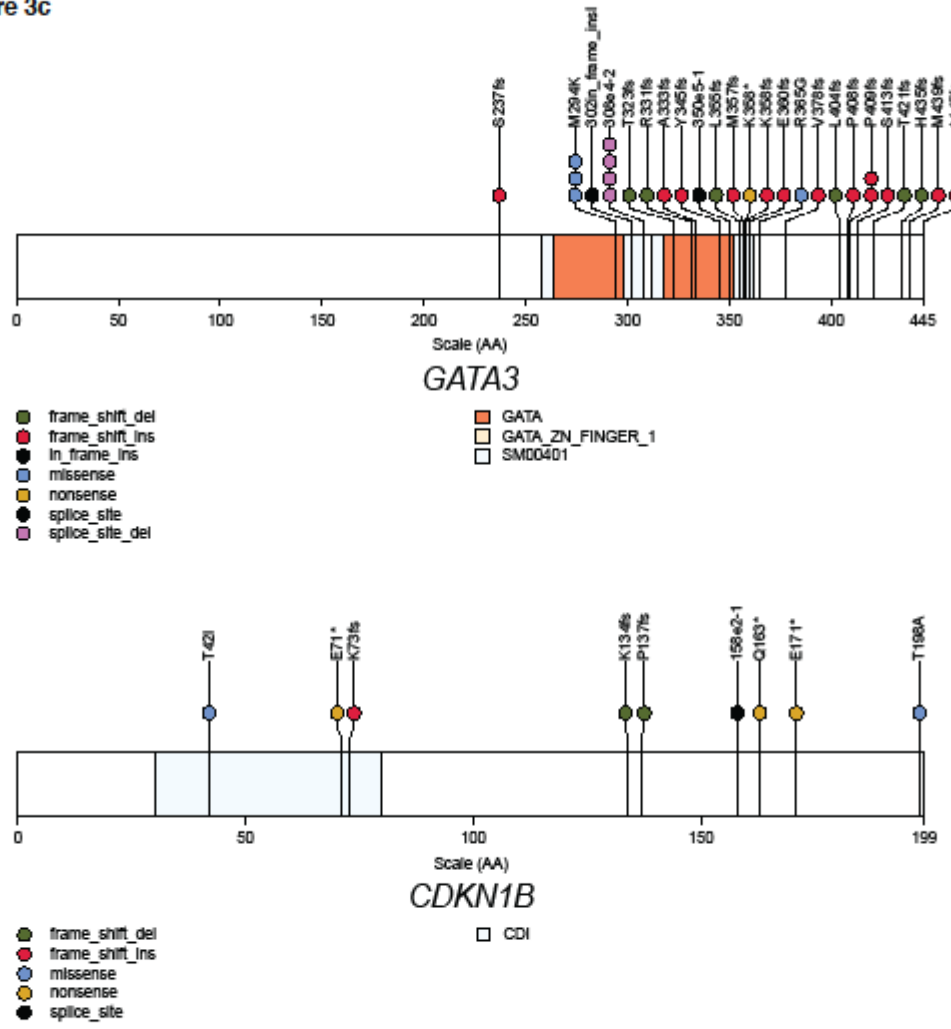 re 3c
S237fs
M294K
302in_frame_insI
308e4-2
T323fs
R331fs
A333fs
Y345fs
350e5-1
L355fs
M357fs
K358*
K358fs
E360fs
R365G
V378fs
L404fs
P408fs
P409fs
S413fs
T421fs
H435fs
M439fs
0 50 100 150 200 250 300 350 400 445
Scale (AA)
GATA3
frame_shift_del
frame_shift_ins
in_frame_ins
missense
nonsense
splice_site
splice_site_del
GATA
GATA_ZN_FINGER_1
SM00401
T42I
E71*
K73fs
K134fs
P137fs
158e2-1
Q163*
E171*
T198A
0 50 100 150 199
Scale (AA)
CDKN1B
frame_shift_del
frame_shift_ins
missense
nonsense
splice_site
CDI